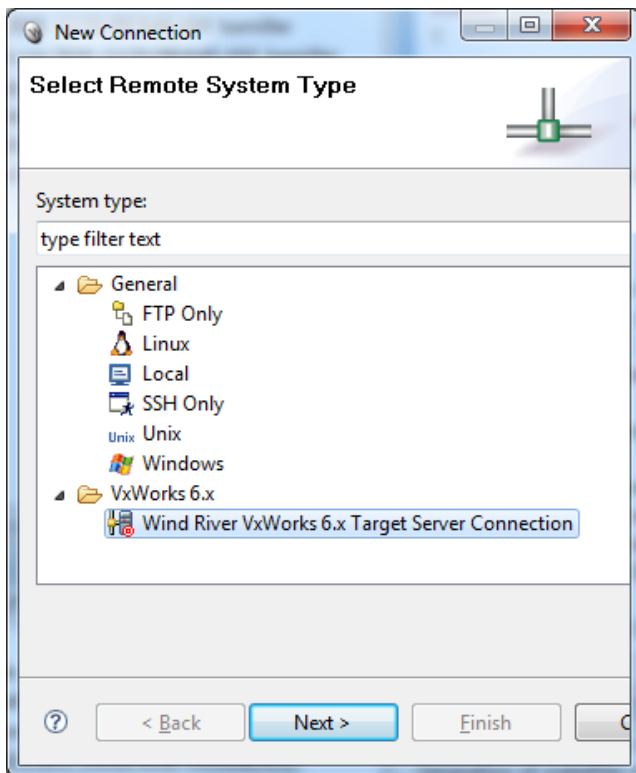 New Connection
Select Remote System Type
System type:
type filter text
General
FTP Only
Linux
Local
SSH Only
Unix Unix
Windows
VxWorks 6.x
Wind River VxWorks 6.x Target Server Connection
< Back Next > Finish